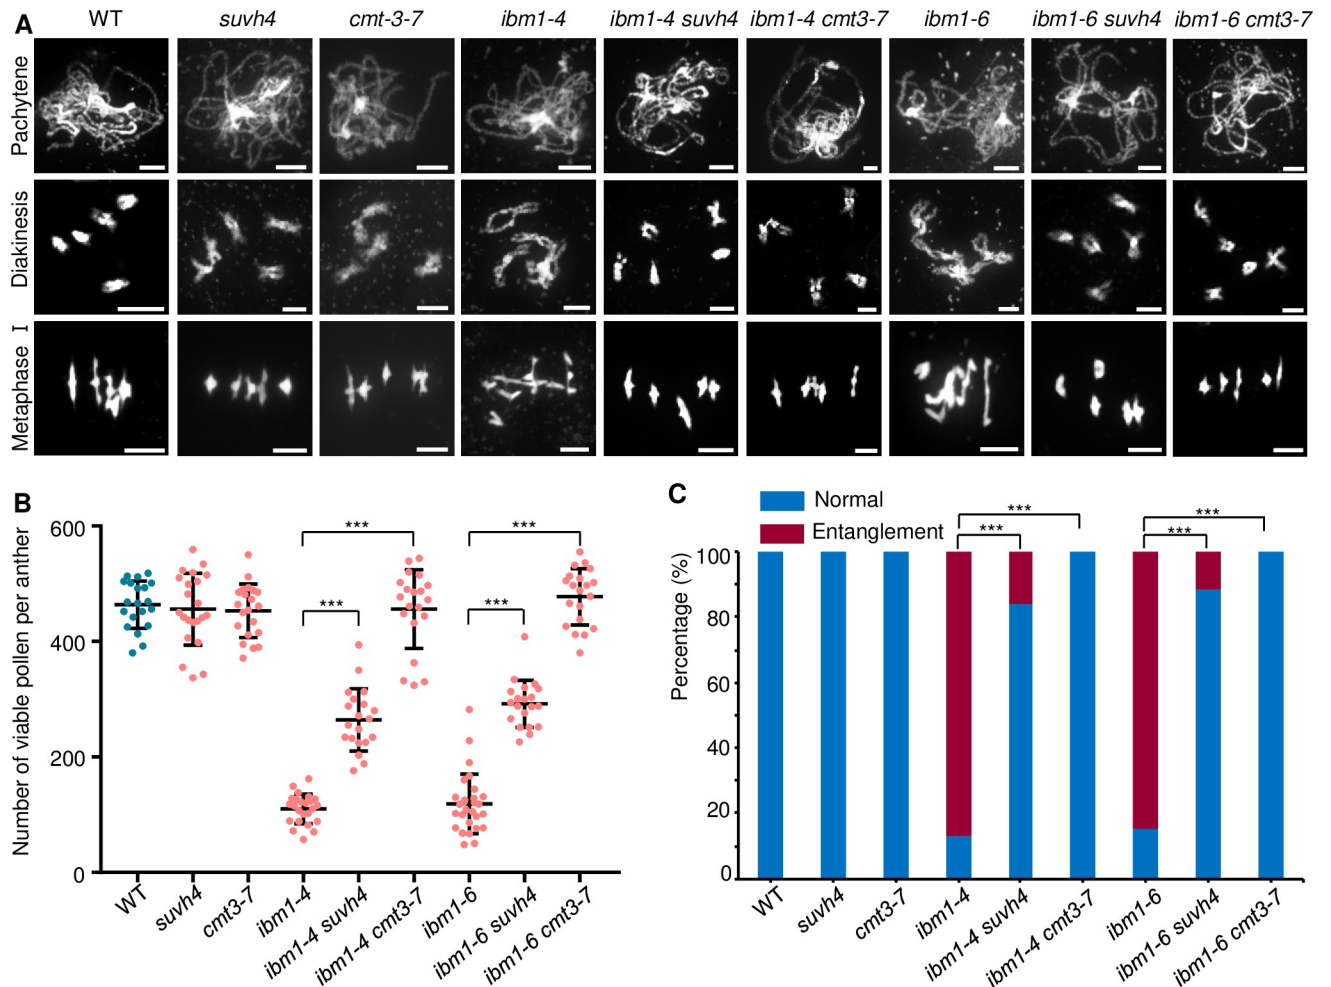 A
WT
suvh4
cmt-3-7
ibm1-4
ibm1-4 suvh4
ibm1-4 cmt3-7
ibm1-6
ibm1-6 suvh4
ibm1-6 cmt3-7
Pachytene
Diakinesis
Metaphase I
B
Number of viable pollen per anther
600
400
200
0
***
***
***
***
WT
suvh4
cmt3-7
ibm1-4
ibm1-4 suvh4
ibm1-4 cmt3-7
ibm1-6
ibm1-6 suvh4
ibm1-6 cmt3-7
C
Normal
Entanglement
***
***
***
***
Percentage (%)
100
80
60
40
20
0
WT
suvh4
cmt3-7
ibm1-4
ibm1-4 suvh4
ibm1-4 cmt3-7
ibm1-6
ibm1-6 suvh4
ibm1-6 cmt3-7